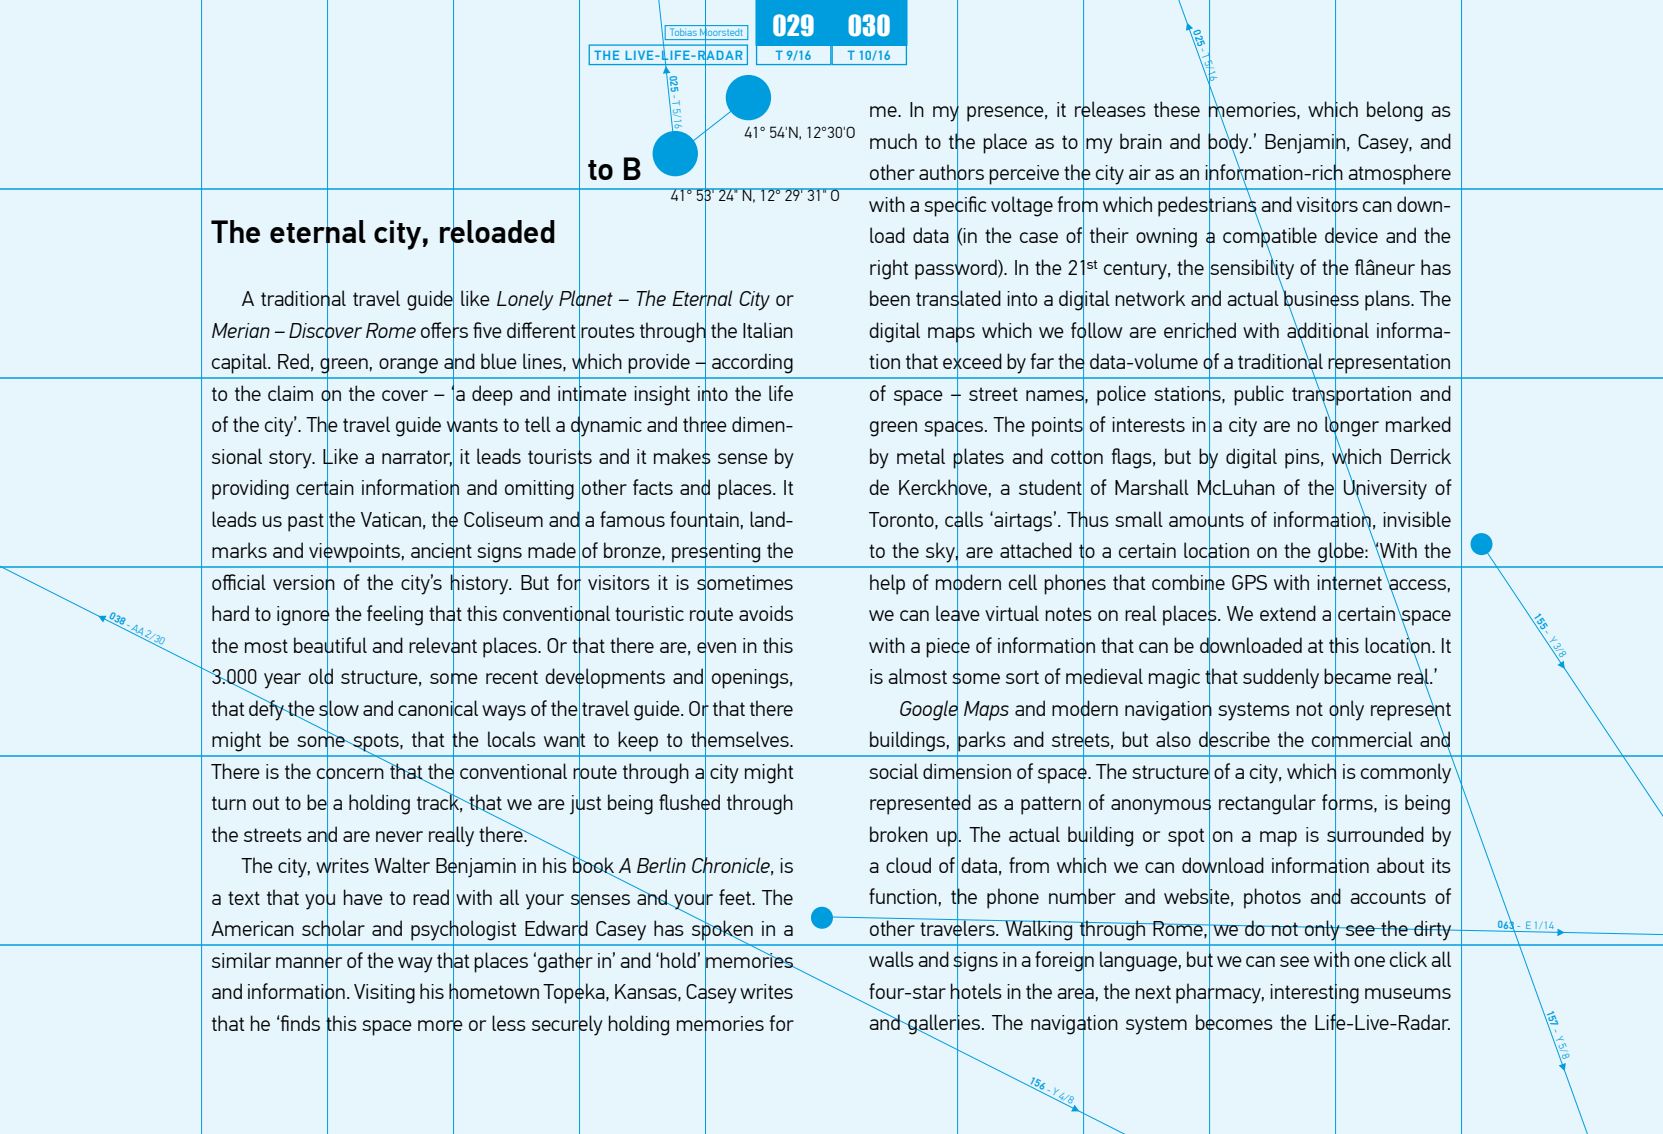 Tobias Moorstedt
029 030
THE LIVE-LIFE-RADAR
T 9/16 T 10/16
025 - T 5/16
41° 54'N, 12°30'O
to B
41° 53' 24" N, 12° 29' 31" O
The eternal city, reloaded
A traditional travel guide like Lonely Planet – The Eternal City or
Merian – Discover Rome offers five different routes through the Italian
capital. Red, green, orange and blue lines, which provide – according
to the claim on the cover – ‘a deep and intimate insight into the life
of the city’. The travel guide wants to tell a dynamic and three dimen-
sional story. Like a narrator, it leads tourists and it makes sense by
providing certain information and omitting other facts and places. It
leads us past the Vatican, the Coliseum and a famous fountain, land-
marks and viewpoints, ancient signs made of bronze, presenting the
official version of the city’s history. But for visitors it is sometimes
hard to ignore the feeling that this conventional touristic route avoids
the most beautiful and relevant places. Or that there are, even in this
3.000 year old structure, some recent developments and openings,
that defy the slow and canonical ways of the travel guide. Or that there
might be some spots, that the locals want to keep to themselves.
There is the concern that the conventional route through a city might
turn out to be a holding track, that we are just being flushed through
the streets and are never really there.
The city, writes Walter Benjamin in his book A Berlin Chronicle, is
a text that you have to read with all your senses and your feet. The
American scholar and psychologist Edward Casey has spoken in a
similar manner of the way that places ‘gather in’ and ‘hold’ memories
and information. Visiting his hometown Topeka, Kansas, Casey writes
that he ‘finds this space more or less securely holding memories for
me. In my presence, it releases these memories, which belong as
much to the place as to my brain and body.’ Benjamin, Casey, and
other authors perceive the city air as an information-rich atmosphere
with a specific voltage from which pedestrians and visitors can down-
load data (in the case of their owning a compatible device and the
right password). In the 21st century, the sensibility of the flâneur has
been translated into a digital network and actual business plans. The
digital maps which we follow are enriched with additional informa-
tion that exceed by far the data-volume of a traditional representation
of space – street names, police stations, public transportation and
green spaces. The points of interests in a city are no longer marked
by metal plates and cotton flags, but by digital pins, which Derrick
de Kerckhove, a student of Marshall McLuhan of the University of
Toronto, calls ‘airtags’. Thus small amounts of information, invisible
to the sky, are attached to a certain location on the globe: ‘With the
help of modern cell phones that combine GPS with internet access,
we can leave virtual notes on real places. We extend a certain space
with a piece of information that can be downloaded at this location. It
is almost some sort of medieval magic that suddenly became real.’
Google Maps and modern navigation systems not only represent
buildings, parks and streets, but also describe the commercial and
social dimension of space. The structure of a city, which is commonly
represented as a pattern of anonymous rectangular forms, is being
broken up. The actual building or spot on a map is surrounded by
a cloud of data, from which we can download information about its
function, the phone number and website, photos and accounts of
other travelers. Walking through Rome, we do not only see the dirty
walls and signs in a foreign language, but we can see with one click all
four-star hotels in the area, the next pharmacy, interesting museums
and galleries. The navigation system becomes the Life-Live-Radar.
025 - T 5/16
038 - AA 2/30
155 - Y 3/8
063 - E 1/14
157 - Y 5/8
156 - Y 4/8